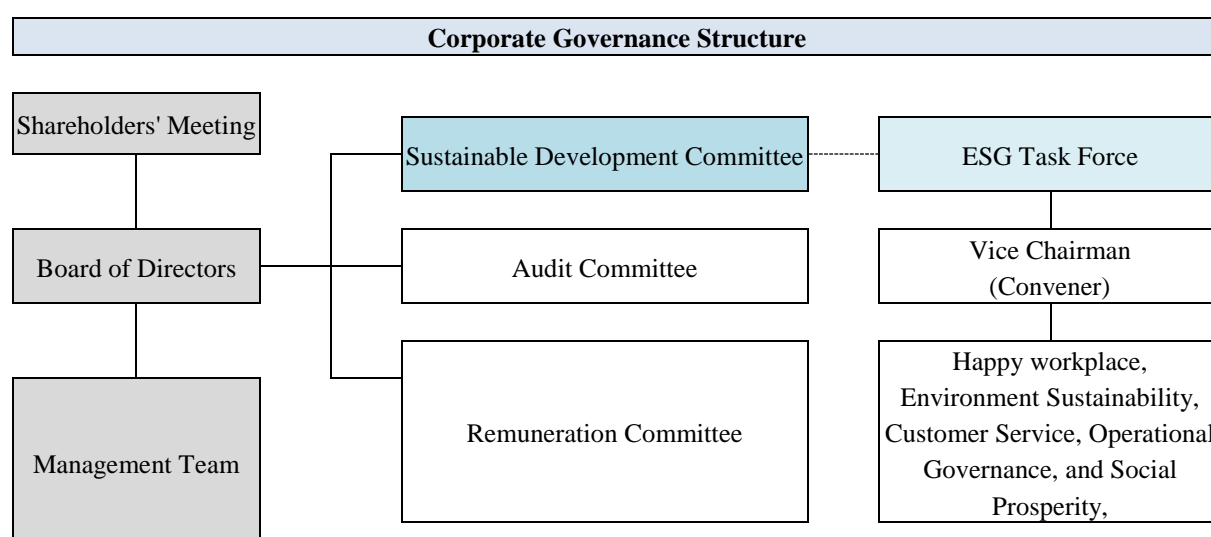 Corporate Governance Structure
Shareholders' Meeting
Sustainable Development Committee
ESG Task Force
Board of Directors
Audit Committee
Vice Chairman
(Convener)
Management Team
Remuneration Committee
Happy workplace,
Environment Sustainability,
Customer Service, Operational
Governance, and Social
Prosperity,